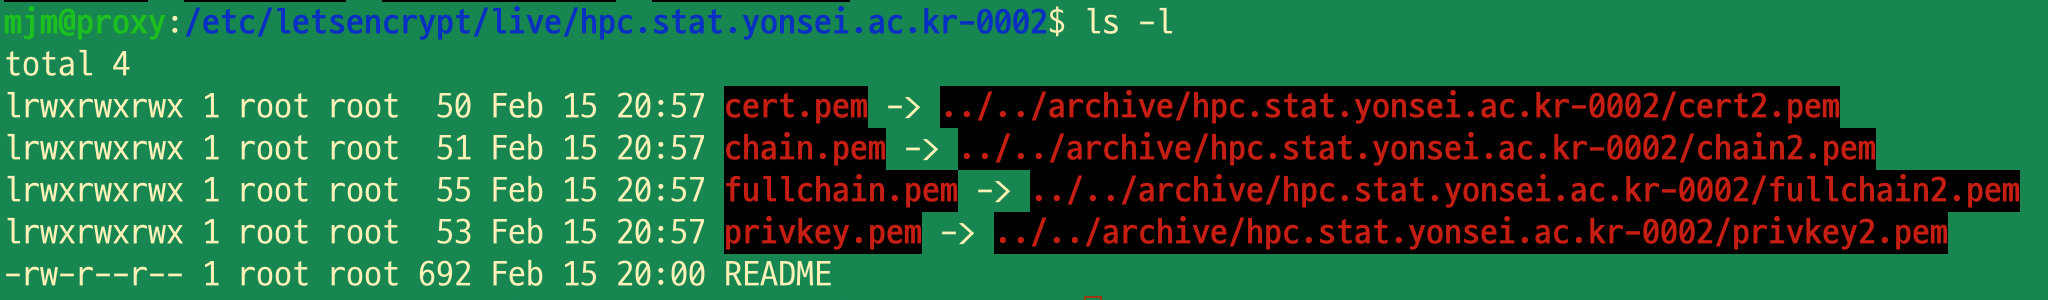 mjm@proxy:/etc/letsencrypt/live/hpc.stat.yonsei.ac.kr-0002$ ls -l
total 4
lrwxrwxrwx 1 root root  50 Feb 15 20:57 cert.pem -> ../../archive/hpc.stat.yonsei.ac.kr-0002/cert2.pem
lrwxrwxrwx 1 root root  51 Feb 15 20:57 chain.pem -> ../../archive/hpc.stat.yonsei.ac.kr-0002/chain2.pem
lrwxrwxrwx 1 root root  55 Feb 15 20:57 fullchain.pem -> ../../archive/hpc.stat.yonsei.ac.kr-0002/fullchain2.pem
lrwxrwxrwx 1 root root  53 Feb 15 20:57 privkey.pem -> ../../archive/hpc.stat.yonsei.ac.kr-0002/privkey2.pem
-rw-r--r-- 1 root root 692 Feb 15 20:00 README